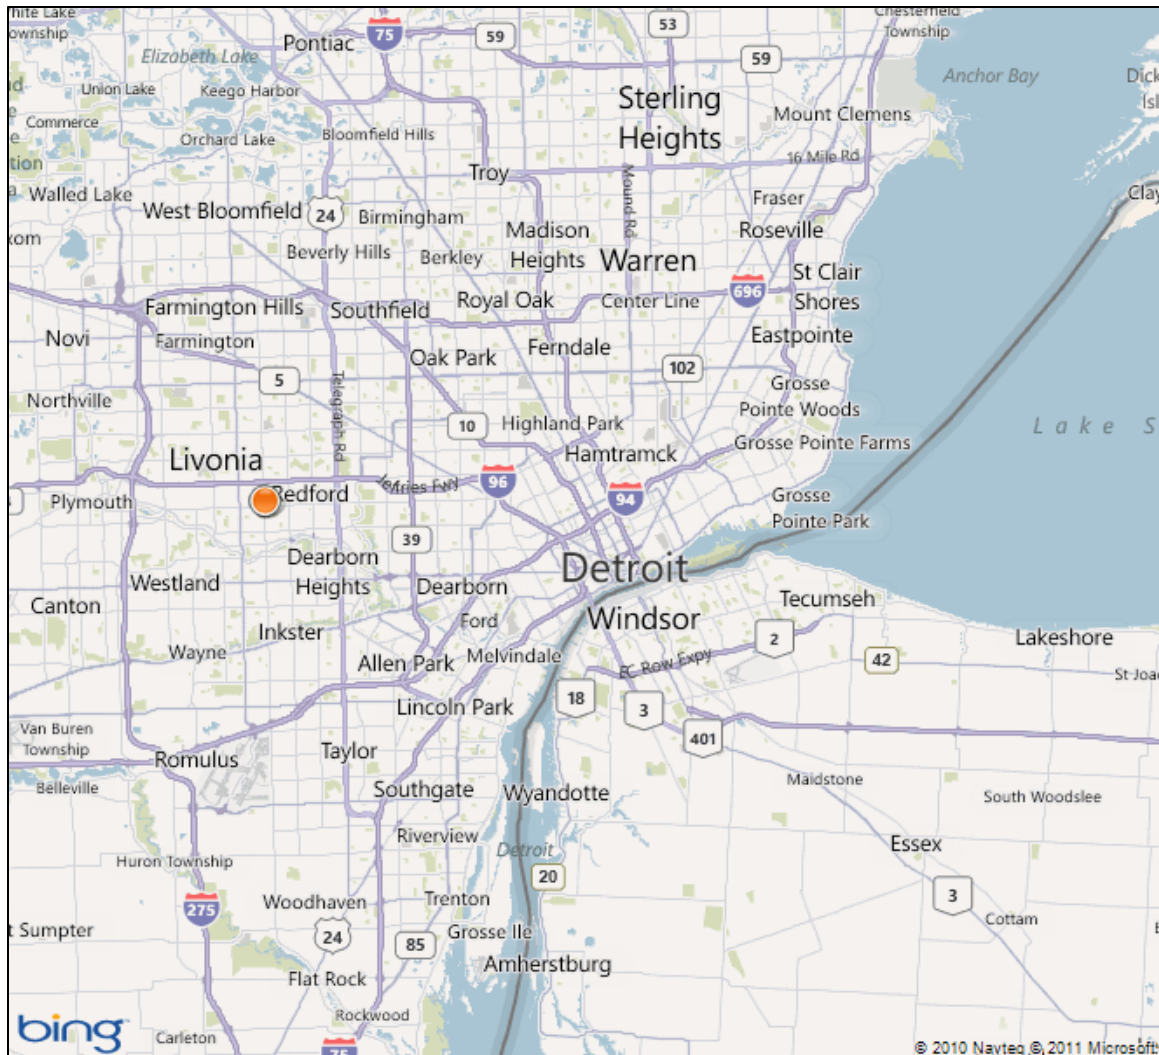 White Lake
Township
Chesterfield
Township
75
59
53
Pontiac
59
Elizabeth Lake
Anchor Bay
Union Lake
Keego Harbor
Sterling
Heights
Mount Clemens
Commerce
Bloomfield Hills
Orchard Lake
16 Mile Rd
Troy
Mound Rd
Walled Lake
Fraser
Clay
West Bloomfield
24
Birmingham
Madison
Heights
Roseville
Beverly Hills
Berkley
Warren
St Clair
Shores
696
Farmington Hills
Southfield
Royal Oak
Center Line
Novi
Farmington
Oak Park
Ferndale
Eastpointe
102
5
Telegraph Rd
Grosse
Pointe Woods
Northville
10
Highland Park
Lake S
Grosse Pointe Farms
Livonia
Hamtramck
Jeffries Fwy
96
94
Plymouth
Redford
Grosse
Pointe Park
39
Dearborn
Heights
Detroit
Westland
Dearborn
Canton
Ford
Windsor
Tecumseh
Inkster
2
Lakeshore
Wayne
Allen Park
Melvindale
EC Row Expy
42
St Joac
18
3
Lincoln Park
401
Van Buren
Township
Romulus
Taylor
Maidstone
Belleville
Southgate
Wyandotte
South Woodslee
Riverview
Detroit
Essex
Huron Township
20
275
Woodhaven
Trenton
3
24
85
Grosse Ile
Cottam
t Sumpter
Flat Rock
Amherstburg
Rockwood
bing
Carleton
75
© 2010 Navteq © 2011 Microsoft